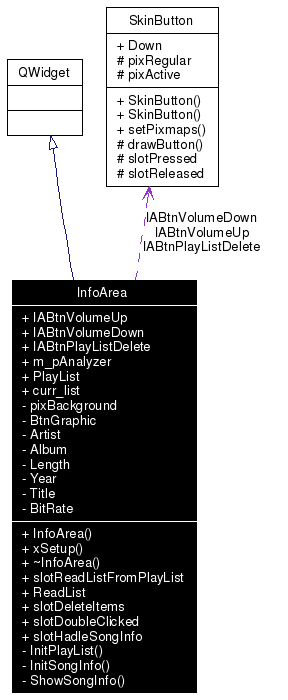 SkinButton
+ Down
# pixRegular
# pixActive
+ SkinButton()
+ SkinButton()
+ setPixmaps()
# drawButton()
# slotPressed
# slotReleased
QWidget
IABtnVolumeDown
IABtnVolumeUp
IABtnPlayListDelete
InfoArea
+ IABtnVolumeUp
+ IABtnVolumeDown
+ IABtnPlayListDelete
+ m_pAnalyzer
+ PlayList
+ curr_list
- pixBackground
- BtnGraphic
- Artist
- Album
- Length
- Year
- Title
- BitRate
+ InfoArea()
+ xSetup()
+ ~InfoArea()
+ slotReadListFromPlayList
+ ReadList
+ slotDeleteItems
+ slotDoubleClicked
+ slotHadleSongInfo
- InitPlayList()
- InitSongInfo()
- ShowSongInfo()